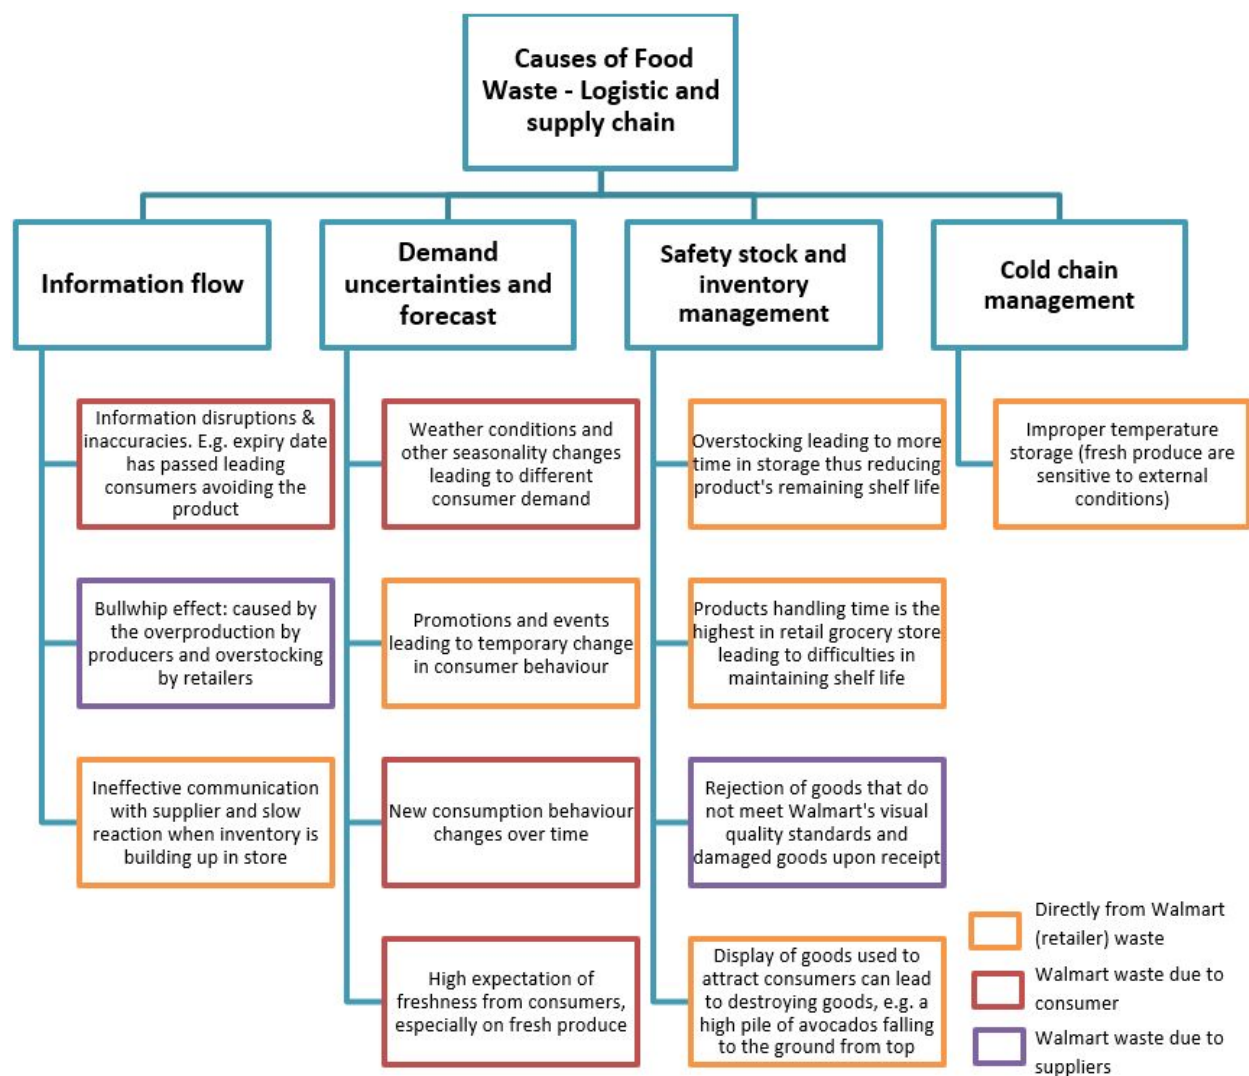 Causes of Food
Waste - Logistic and
supply chain
Information flow
Demand
uncertainties and
forecast
Safety stock and
inventory
management
Cold chain
management
Information disruptions &
inaccuracies. E.g. expiry date
has passed leading
consumers avoiding the
product
Bullwhip effect: caused by
the overproduction by
producers and overstocking
by retailers
Ineffective communication
with supplier and slow
reaction when inventory is
building up in store
Weather conditions and
other seasonality changes
leading to different
consumer demand
Promotions and events
leading to temporary change
in consumer behaviour
New consumption behaviour
changes over time
High expectation of
freshness from consumers,
especially on fresh produce
Overstocking leading to more
time in storage thus reducing
product's remaining shelf life
Products handling time is the
highest in retail grocery store
leading to difficulties in
maintaining shelf life
Rejection of goods that do
not meet Walmart's visual
quality standards and
damaged goods upon receipt
Display of goods used to
attract consumers can lead
to destroying goods, e.g. a
high pile of avocados falling
to the ground from top
Improper temperature
storage (fresh produce are
sensitive to external
conditions)
Directly from Walmart
(retailer) waste
Walmart waste due to
consumer
Walmart waste due to
suppliers